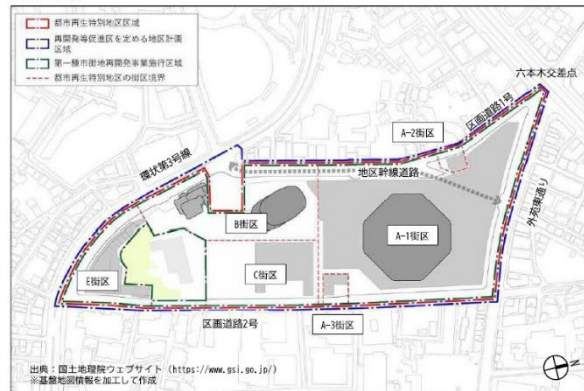 都市再生特別地区区域
再開発等促進区を定める地区計画
区域
第一種市街地再開発事業施行区域
都市再生特別地区の街区境界
六本木交差点
区画道路1号
A-2街区
環状第3号線
地区幹線道路
外苑東通り
B街区
A-1街区
E街区
C街区
A-3街区
区画道路2号
出典：国土地理院ウェブサイト（https://www.gsi.go.jp/）
※基盤地図情報を加工して作成
N